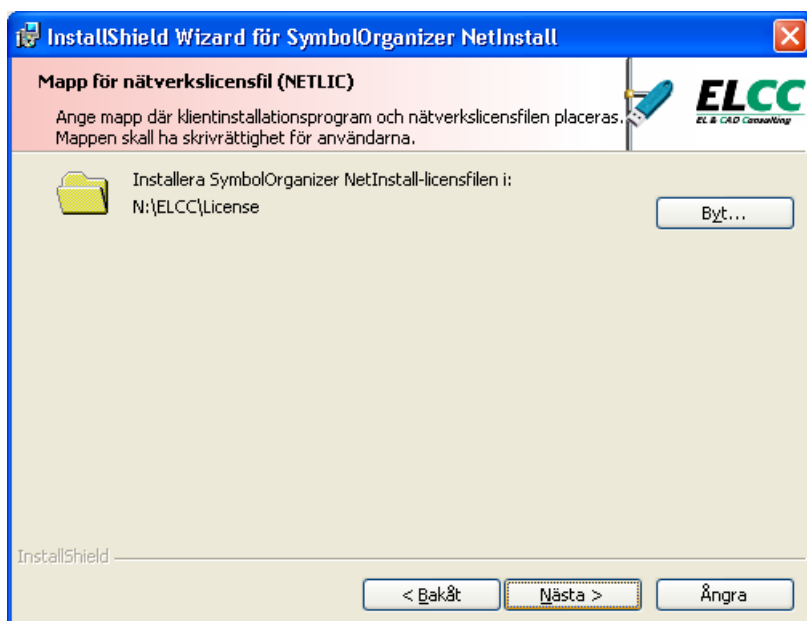 InstallShield Wizard för SymbolOrganizer NetInstall
Mapp för nätverkslicensfil (NETLIC)
Ange mapp där klientinstallationsprogram och nätverkslicensfilen placeras.
Mappen skall ha skrivrättighet för användarna.
ELCC
EL & CAD Consulting
Installera SymbolOrganizer NetInstall-licensfilen i:
N:\ELCC\License
Byt...
InstallShield
< Bakåt
Nästa >
Ångra